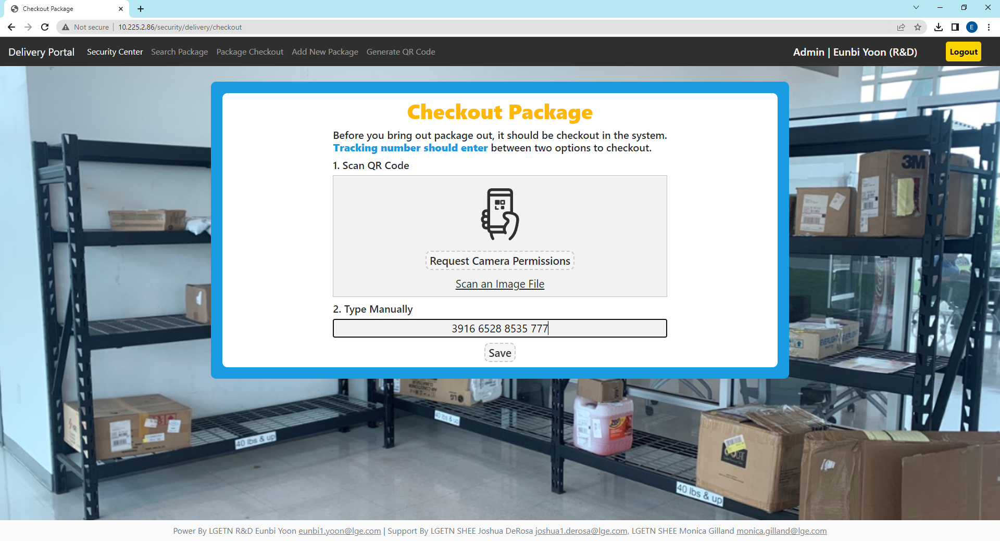 Checkout Package
Not secure
10.225.2.86/security/delivery/checkout
E
Delivery Portal
Security Center
Search Package
Package Checkout
Add New Package
Generate QR Code
Admin | Eunbi Yoon (R&D)
Logout
Checkout Package
Before you bring out package out, it should be checkout in the system.
Tracking number should enter between two options to checkout.
1. Scan QR Code
Request Camera Permissions
Scan an Image File
2. Type Manually
3916 6528 8535 777
Save
3M
EVERLIGHT
AIR CONDITIONER
LG
zep
40 lbs & up
40 lbs & up
40 lbs & up
Power By LGETN R&D Eunbi Yoon eunbi1.yoon@lge.com | Support By LGETN SHEE Joshua DeRosa joshua1.derosa@lge.com, LGETN SHEE Monica Gilland monica.gilland@lge.com